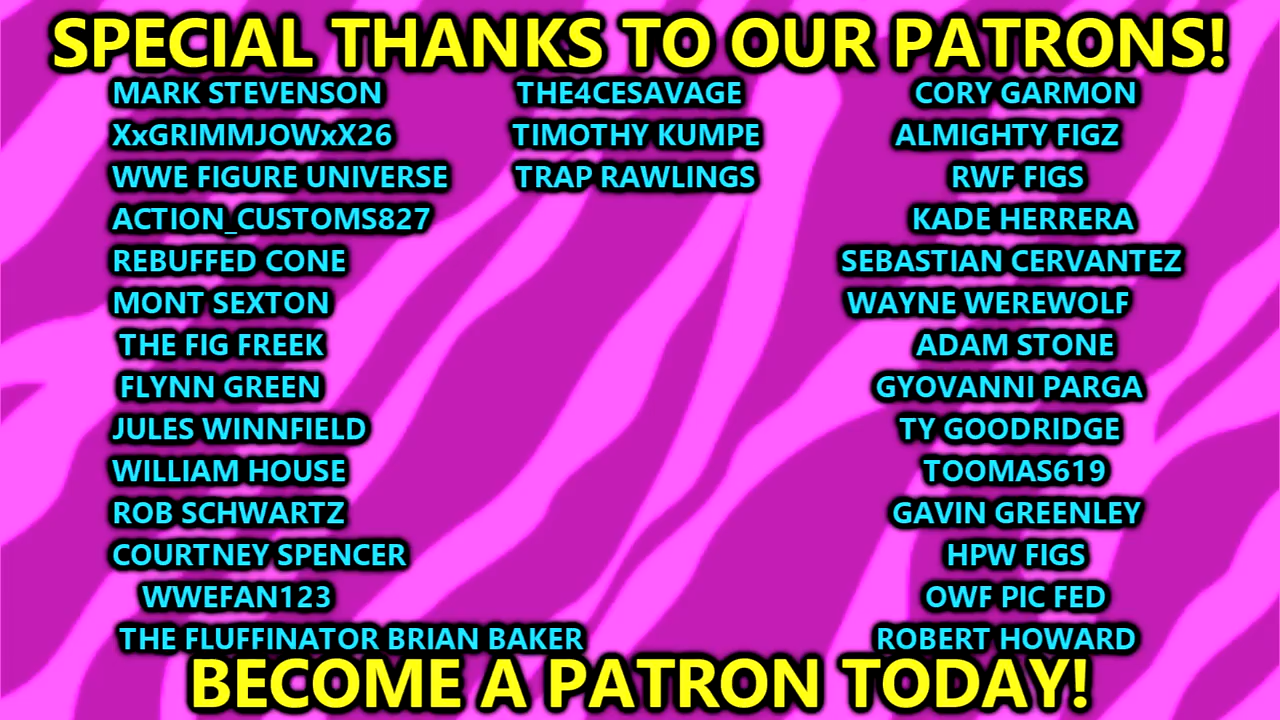 SPECIAL THANKS TO OUR PATRONS!
MARK STEVENSON
XxGRIMMJOWxX26
WWE FIGURE UNIVERSE
ACTION_CUSTOMS827
REBUFFED CONE
MONT SEXTON
THE FIG FREEK
FLYNN GREEN
JULES WINNFIELD
WILLIAM HOUSE
ROB SCHWARTZ
COURTNEY SPENCER
WWEFAN123
THE FLUFFINATOR BRIAN BAKER
THE4CESAVAGE
TIMOTHY KUMPE
TRAP RAWLINGS
CORY GARMON
ALMIGHTY FIGZ
RWF FIGS
KADE HERRERA
SEBASTIAN CERVANTEZ
WAYNE WEREWOLF
ADAM STONE
GYOVANNI PARGA
TY GOODRIDGE
TOOMAS619
GAVIN GREENLEY
HPW FIGS
OWF PIC FED
ROBERT HOWARD
BECOME A PATRON TODAY!